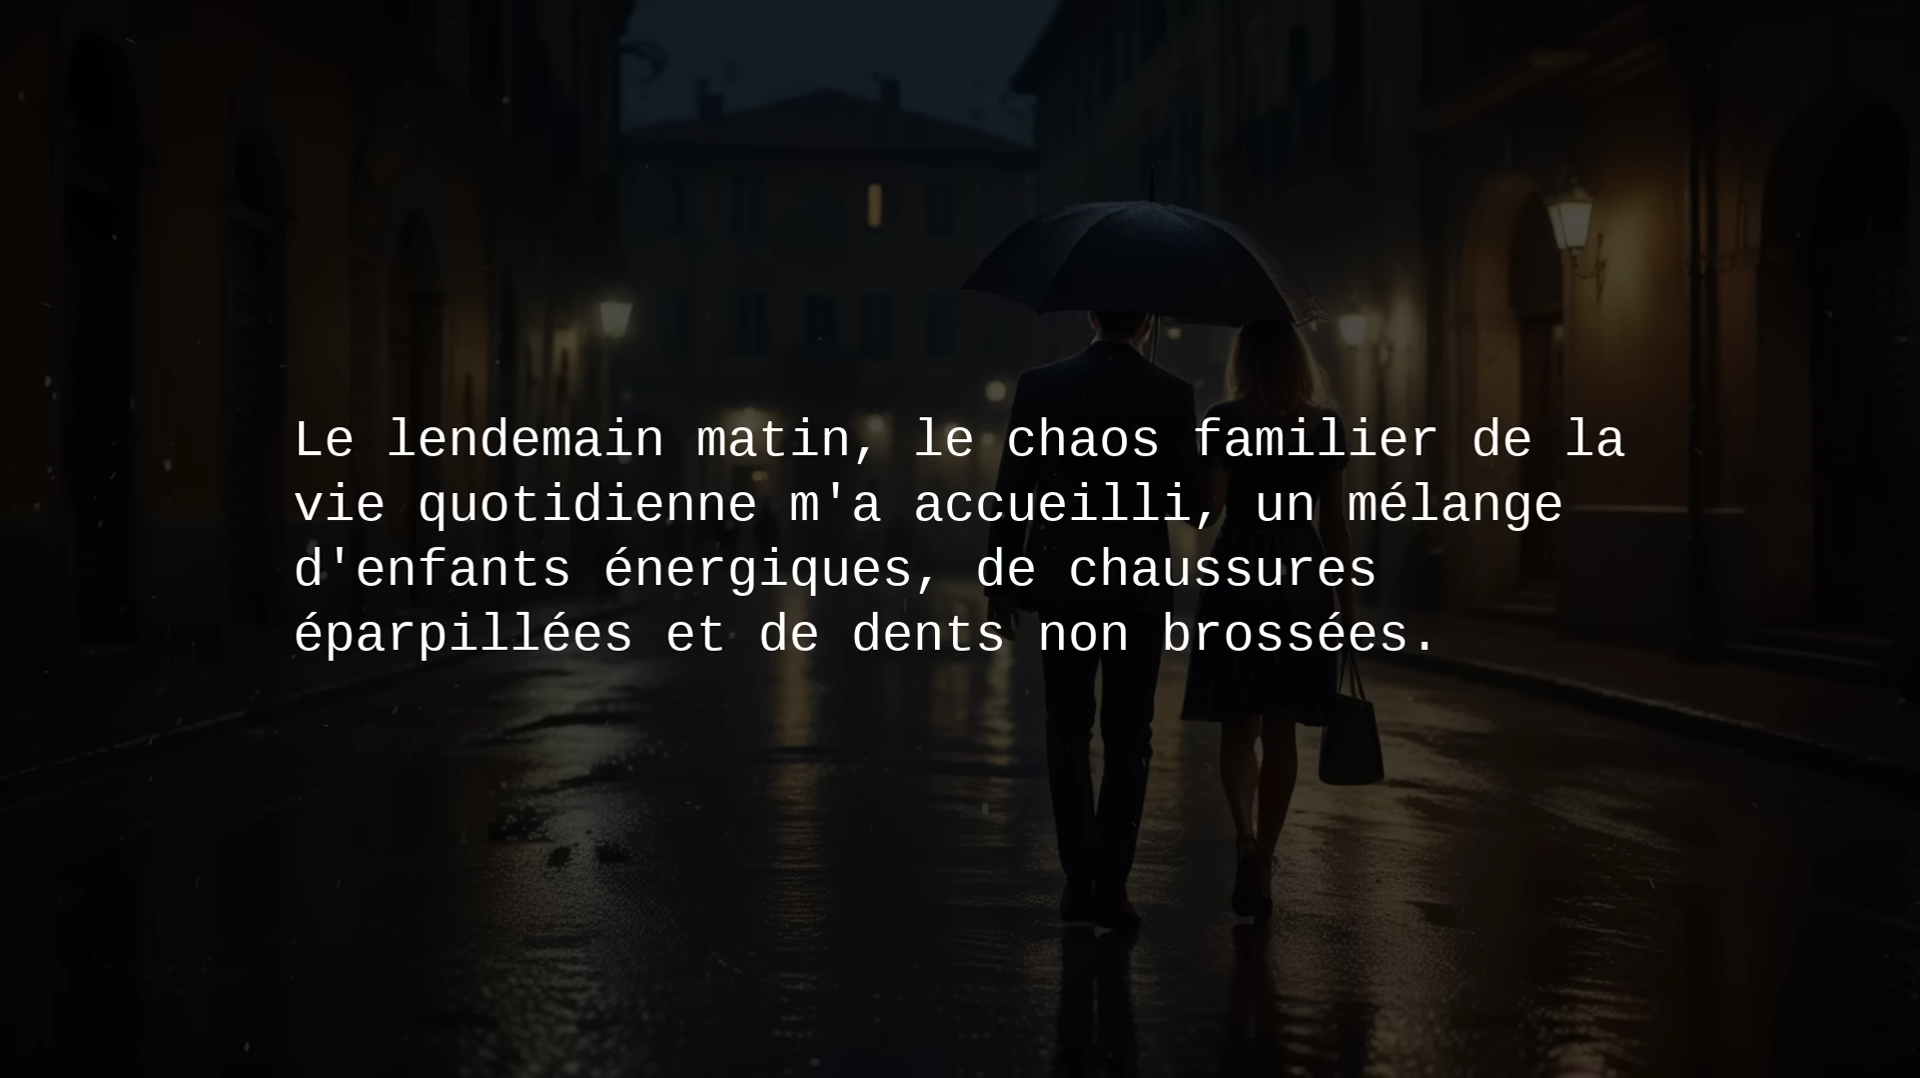 Le lendemain matin, le chaos familier de la
vie quotidienne m'a accueilli, un mélange
d'enfants énergiques, de chaussures
éparpillées et de dents non brossées.